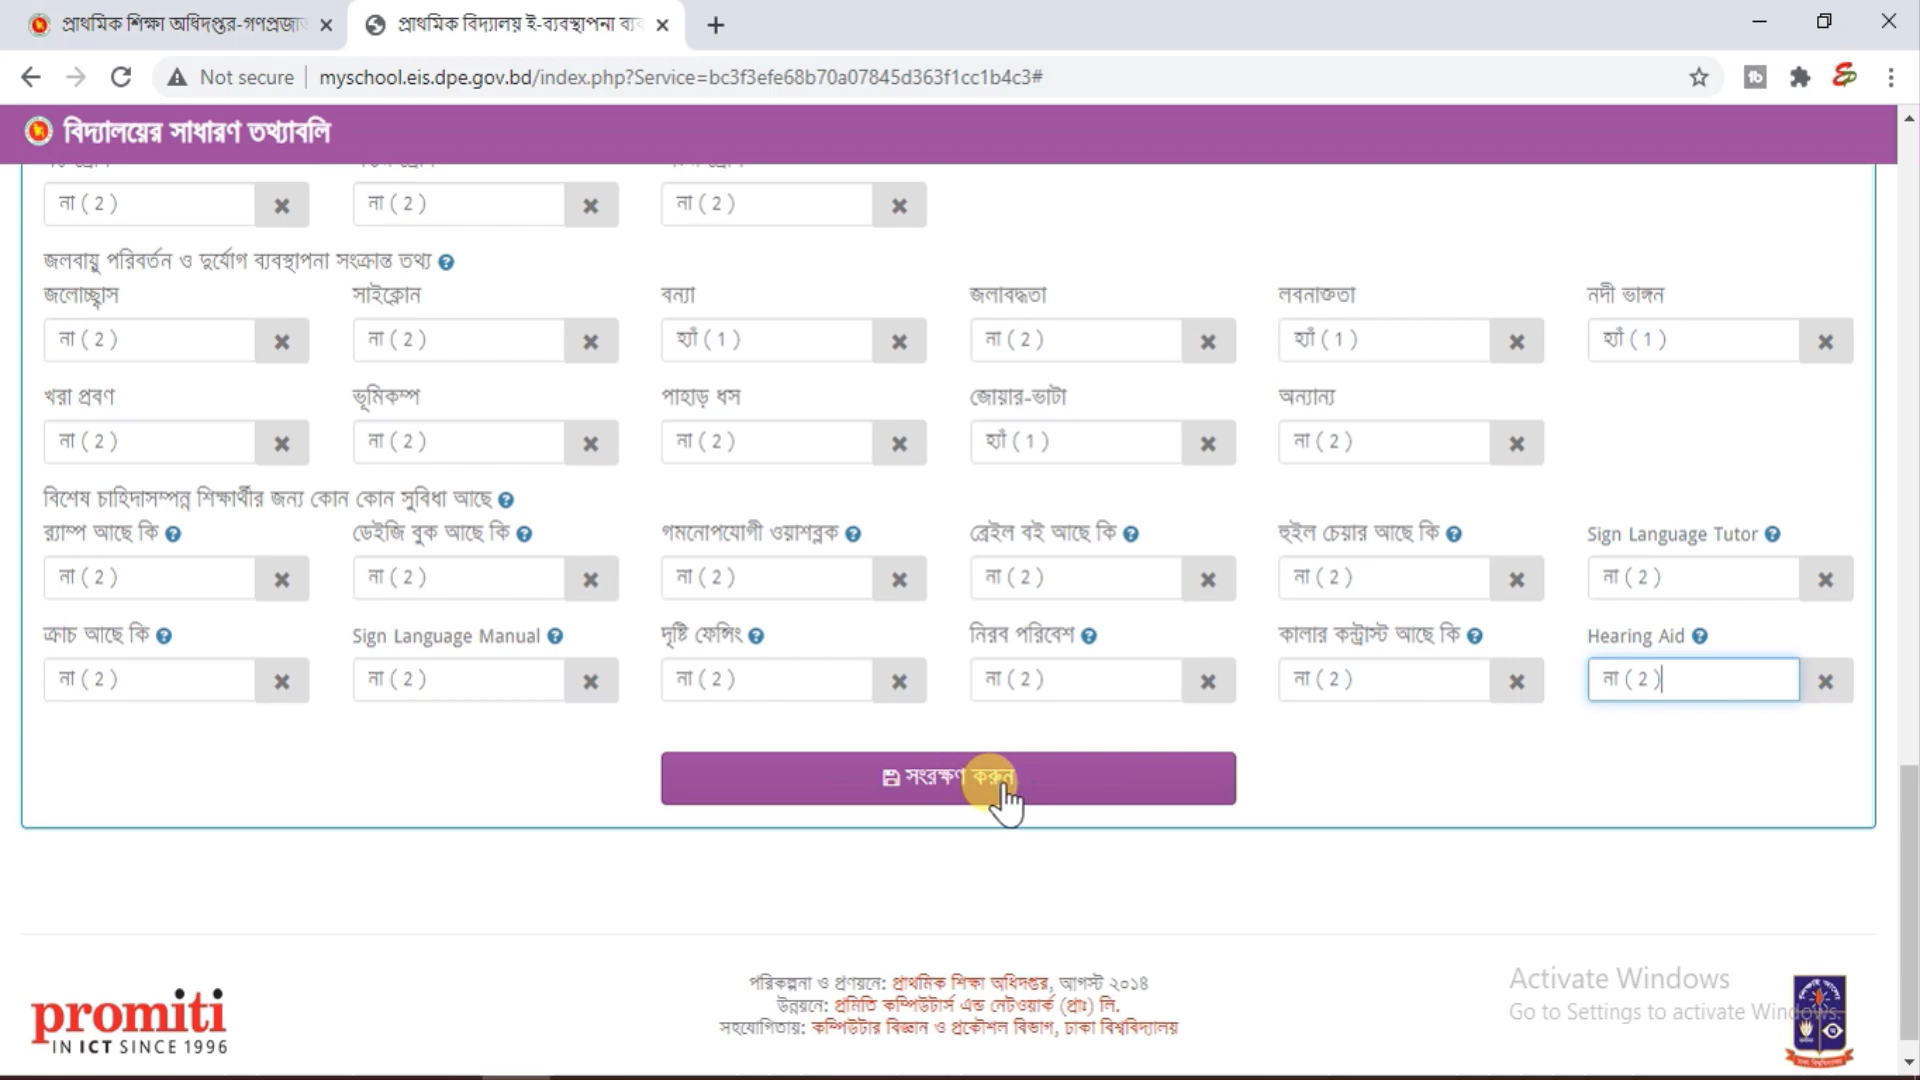 প্রাথমিক শিক্ষা অধিদপ্তর-গণপ্রজাত
প্রাথমিক বিদ্যালয় ই-ব্যবস্থাপনা ব্যব
Not secure
myschool.eis.dpe.gov.bd/index.php?Service=bc3f3efe68b70a07845d363f1cc1b4c3#
বিদ্যালয়ের সাধারণ তথ্যাবলি
না ( 2 ) না ( 2 ) না ( 2 )
জলবায়ু পরিবর্তন ও দুর্যোগ ব্যবস্থাপনা সংক্রান্ত তথ্য
জলোচ্ছ্বাস সাইক্লোন বন্যা জলাবদ্ধতা লবনাক্ততা নদী ভাঙ্গন
না ( 2 ) না ( 2 ) হ্যাঁ ( 1 ) না ( 2 ) হ্যাঁ ( 1 ) হ্যাঁ ( 1 )
খরা প্রবণ ভূমিকম্প পাহাড় ধস জোয়ার-ভাটা অন্যান্য
না ( 2 ) না ( 2 ) না ( 2 ) হ্যাঁ ( 1 ) না ( 2 )
বিশেষ চাহিদাসম্পন্ন শিক্ষার্থীর জন্য কোন কোন সুবিধা আছে
র‍্যাম্প আছে কি ডেইজি বুক আছে কি গমনোপযোগী ওয়াশব্লক ব্রেইল বই আছে কি হুইল চেয়ার আছে কি Sign Language Tutor
না ( 2 ) না ( 2 ) না ( 2 ) না ( 2 ) না ( 2 ) না ( 2 )
ক্রাচ আছে কি Sign Language Manual দৃষ্টি ফেন্সিং নিরব পরিবেশ কালার কন্ট্রাস্ট আছে কি Hearing Aid
না ( 2 ) না ( 2 ) না ( 2 ) না ( 2 ) না ( 2 ) না ( 2 )
সংরক্ষণ করুন
পরিকল্পনা ও প্রণয়নে: প্রাথমিক শিক্ষা অধিদপ্তর, আগস্ট ২০১৪
উন্নয়নে: প্রমিতি কম্পিউটার্স এন্ড নেটওয়ার্ক (প্রাঃ) লি.
সহযোগিতায়: কম্পিউটার বিজ্ঞান ও প্রকৌশল বিভাগ, ঢাকা বিশ্ববিদ্যালয়
promiti
IN ICT SINCE 1996
Activate Windows
Go to Settings to activate Windows.